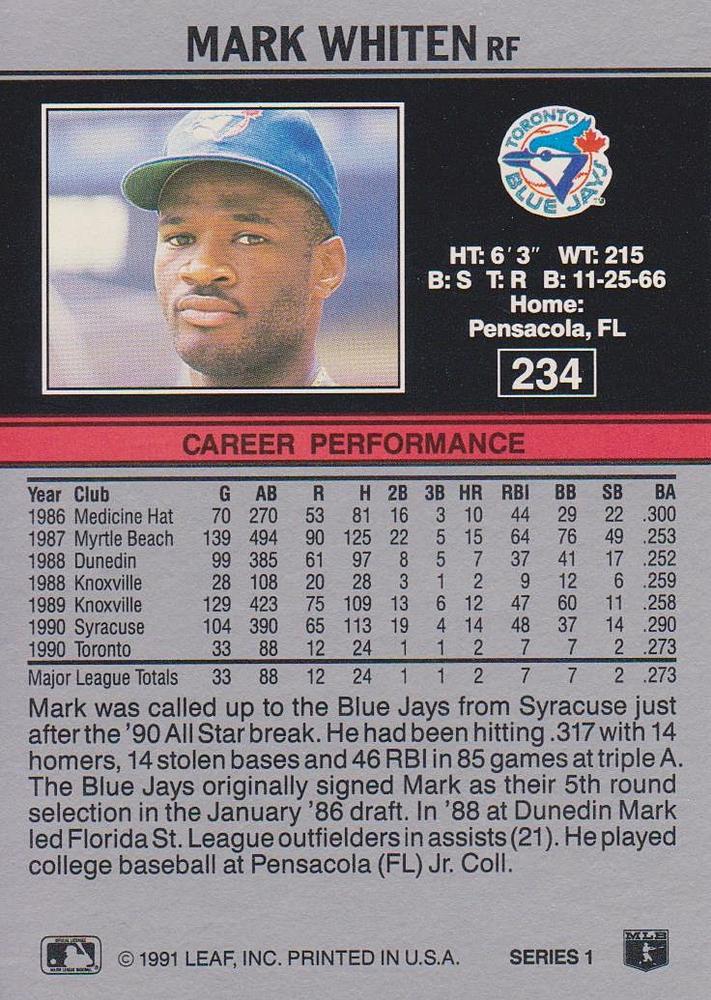 MARK WHITEN RF
TORONTO
BLUE JAYS
HT: 6' 3" WT: 215
B: S T: R B: 11-25-66
Home:
Pensacola, FL
234
CAREER PERFORMANCE
Year Club G AB R H 2B 3B HR RBI BB SB BA
1986 Medicine Hat 70 270 53 81 16 3 10 44 29 22 .300
1987 Myrtle Beach 139 494 90 125 22 5 15 64 76 49 .253
1988 Dunedin 99 385 61 97 8 5 7 37 41 17 .252
1988 Knoxville 28 108 20 28 3 1 2 9 12 6 .259
1989 Knoxville 129 423 75 109 13 6 12 47 60 11 .258
1990 Syracuse 104 390 65 113 19 4 14 48 37 14 .290
1990 Toronto 33 88 12 24 1 1 2 7 7 2 .273
Major League Totals 33 88 12 24 1 1 2 7 7 2 .273
Mark was called up to the Blue Jays from Syracuse just
after the '90 All Star break. He had been hitting .317 with 14
homers, 14 stolen bases and 46 RBI in 85 games at triple A.
The Blue Jays originally signed Mark as their 5th round
selection in the January '86 draft. In '88 at Dunedin Mark
led Florida St. League outfielders in assists (21). He played
college baseball at Pensacola (FL) Jr. Coll.
© 1991 LEAF, INC. PRINTED IN U.S.A. SERIES 1
MLB